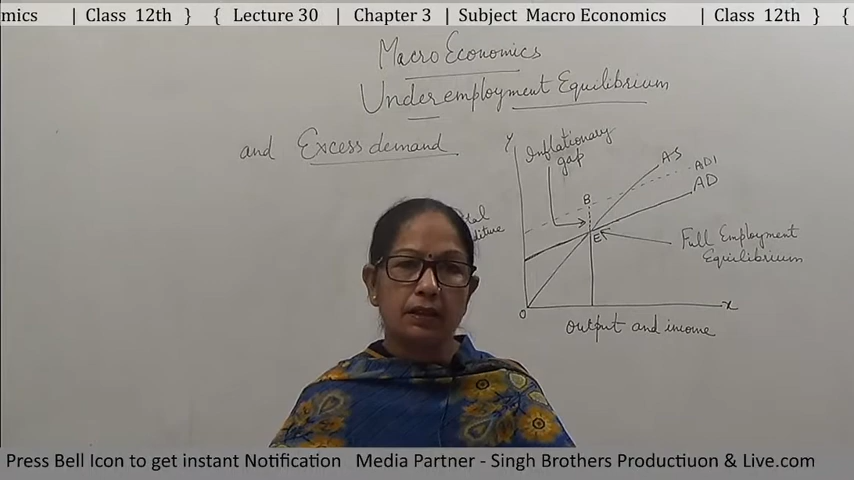 mics | Class 12th } { Lecture 30 | Chapter 3 | Subject Macro Economics | Class 12th } {
Macro Economics
Underemployment Equilibrium
and Excess demand
Y
Inflationary
gap
A-S
AD1
AD
B
E
Full Employment
Equilibrium
O
x
output and income
Press Bell Icon to get instant Notification Media Partner - Singh Brothers Productiuon & Live.com